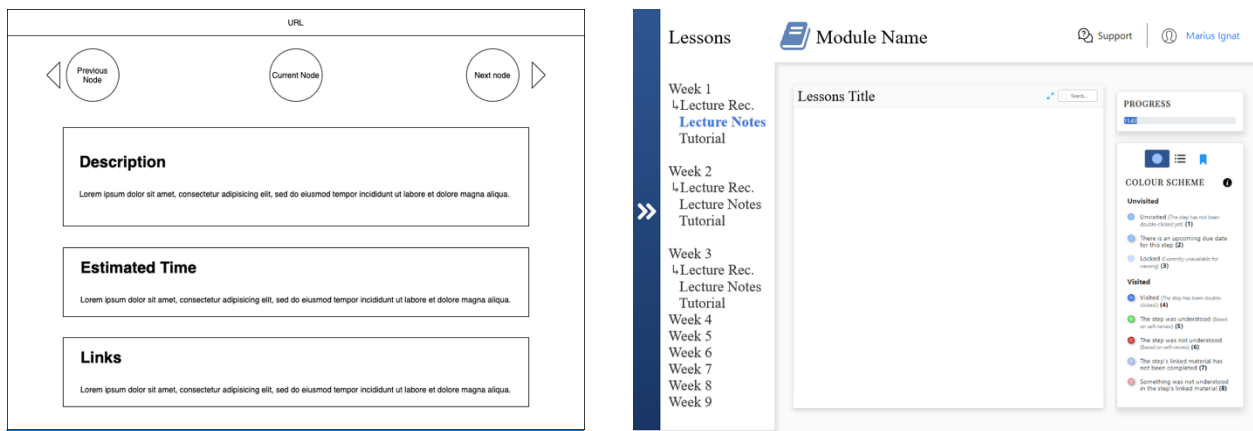 URL
Previous
Node
Current Node
Next node
Description
Lorem ipsum dolor sit amet, consectetur adipisicing elit, sed do eiusmod tempor incididunt ut labore et dolore magna aliqua.
Estimated Time
Lorem ipsum dolor sit amet, consectetur adipisicing elit, sed do eiusmod tempor incididunt ut labore et dolore magna aliqua.
Links
Lorem ipsum dolor sit amet, consectetur adipisicing elit, sed do eiusmod tempor incididunt ut labore et dolore magna aliqua.
Lessons
Module Name
Support
Marius Ignat
Week 1
↳Lecture Rec.
Lecture Notes
Tutorial
Week 2
↳Lecture Rec.
Lecture Notes
Tutorial
Week 3
↳Lecture Rec.
Lecture Notes
Tutorial
Week 4
Week 5
Week 6
Week 7
Week 8
Week 9
Lessons Title
Search...
PROGRESS
COLOUR SCHEME
Unvisited
Unvisited (The step has not been
double-clicked yet) (1)
There is an upcoming due date
for this step (2)
Locked (Currently unavailable for
viewing) (3)
Visited
Visited (The step has been double-
clicked) (4)
The step was understood (Based
on self-review) (5)
The step was not understood
(Based on self-review) (6)
The step's linked material has
not been completed (7)
Something was not understood
in the step's linked material (8)